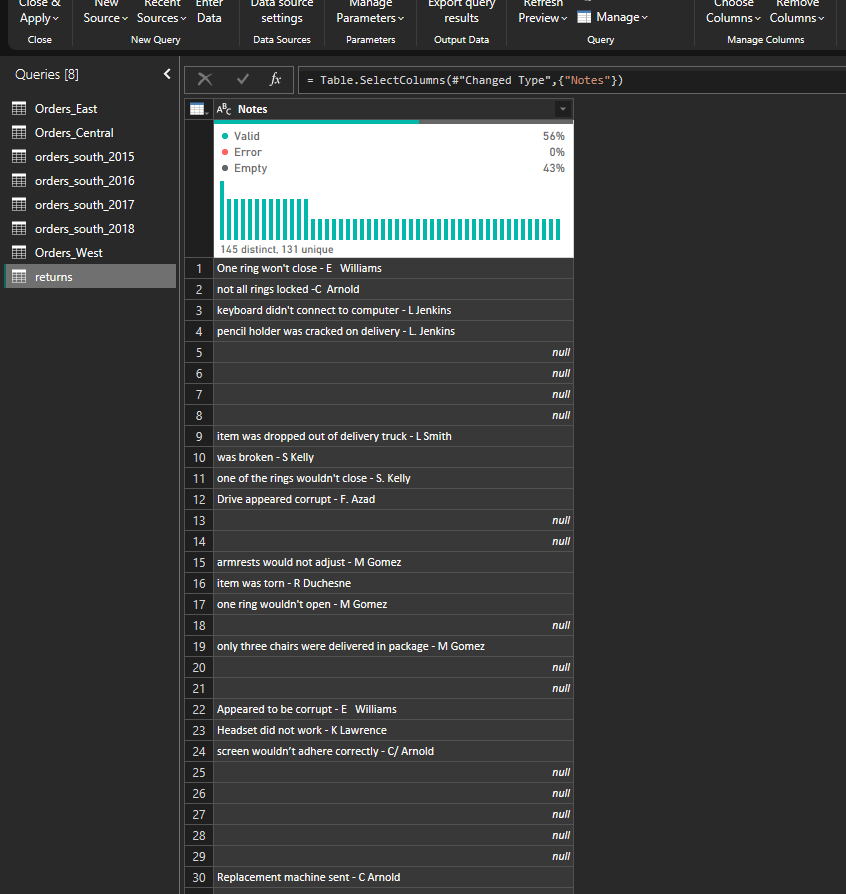 Close & Apply
New Source
Recent Sources
Enter Data
Data source settings
Manage Parameters
Export query results
Refresh Preview
Manage
Choose Columns
Remove Columns
Close
New Query
Data Sources
Parameters
Output Data
Query
Manage Columns
Queries [8]
Orders_East
Orders_Central
orders_south_2015
orders_south_2016
orders_south_2017
orders_south_2018
Orders_West
returns
fx
= Table.SelectColumns(#"Changed Type",{"Notes"})
ABC Notes
Valid 56%
Error 0%
Empty 43%
145 distinct, 131 unique
1 One ring won't close - E   Williams
2 not all rings locked -C  Arnold
3 keyboard didn't connect to computer - L Jenkins
4 pencil holder was cracked on delivery - L. Jenkins
5 null
6 null
7 null
8 null
9 item was dropped out of delivery truck - L Smith
10 was broken - S Kelly
11 one of the rings wouldn't close - S. Kelly
12 Drive appeared corrupt - F. Azad
13 null
14 null
15 armrests would not adjust - M Gomez
16 item was torn - R Duchesne
17 one ring wouldn't open - M Gomez
18 null
19 only three chairs were delivered in package - M Gomez
20 null
21 null
22 Appeared to be corrupt - E   Williams
23 Headset did not work - K Lawrence
24 screen wouldn’t adhere correctly - C/ Arnold
25 null
26 null
27 null
28 null
29 null
30 Replacement machine sent - C Arnold